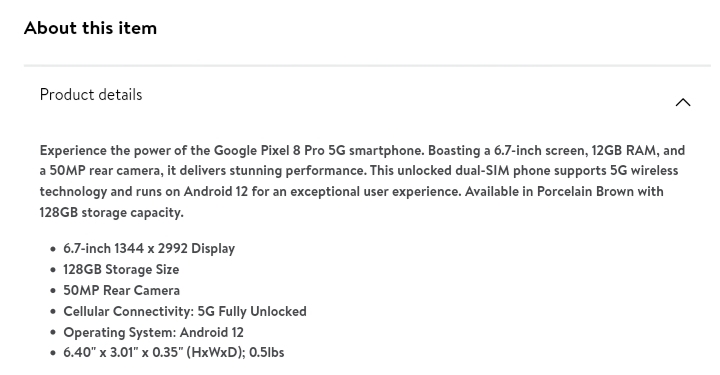 About this item
Product details
Experience the power of the Google Pixel 8 Pro 5G smartphone. Boasting a 6.7-inch screen, 12GB RAM, and
a 50MP rear camera, it delivers stunning performance. This unlocked dual-SIM phone supports 5G wireless
technology and runs on Android 12 for an exceptional user experience. Available in Porcelain Brown with
128GB storage capacity.
• 6.7-inch 1344 x 2992 Display
• 128GB Storage Size
• 50MP Rear Camera
• Cellular Connectivity: 5G Fully Unlocked
• Operating System: Android 12
• 6.40" x 3.01" x 0.35" (HxWxD); 0.5lbs